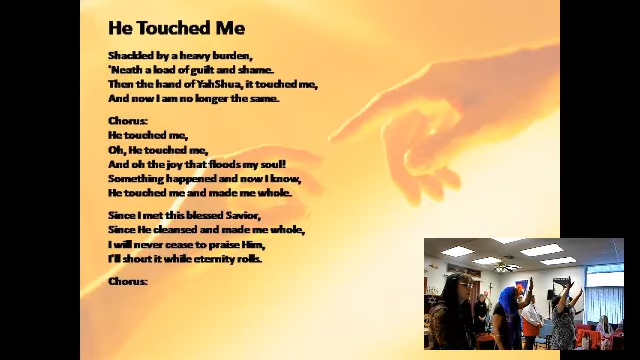 He Touched Me
Shackled by a heavy burden,
'Neath a load of guilt and shame.
Then the hand of YahShua, it touched me,
And now I am no longer the same.
Chorus:
He touched me,
Oh, He touched me,
And oh the joy that floods my soul!
Something happened and now I know,
He touched me and made me whole.
Since I met this blessed Savior,
Since He cleansed and made me whole,
I will never cease to praise Him,
I'll shout it while eternity rolls.
Chorus: